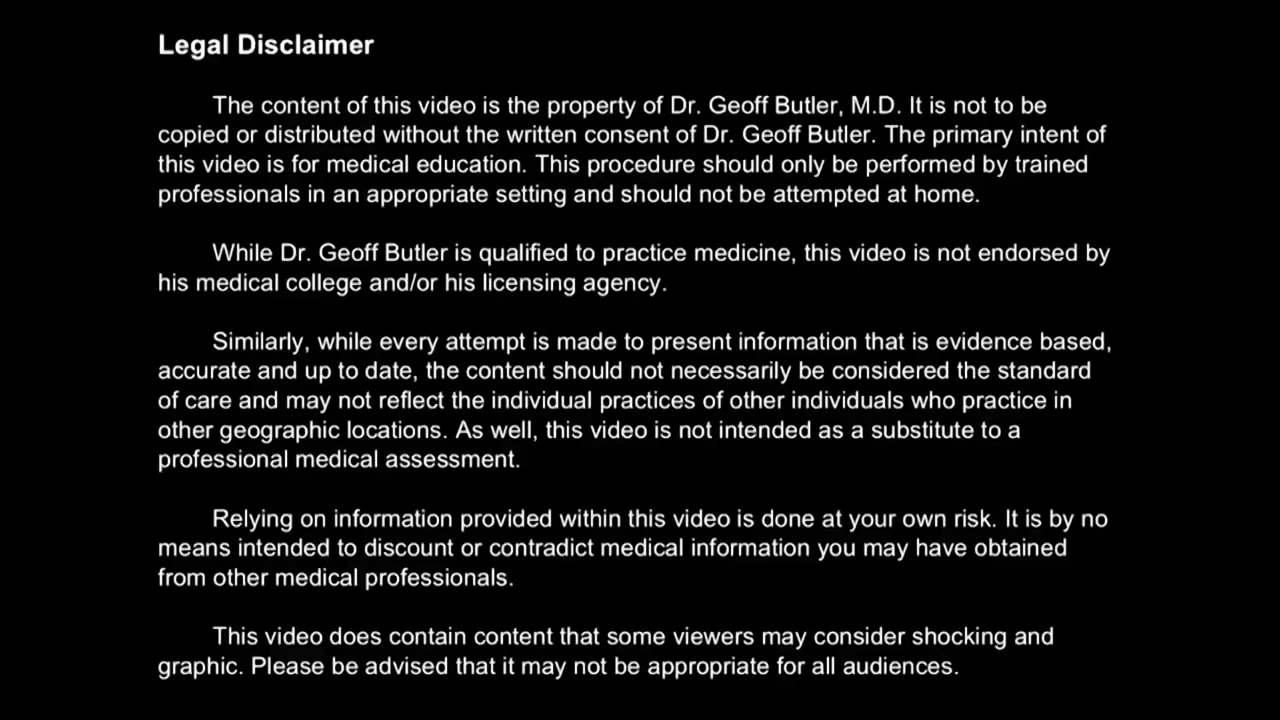 Legal Disclaimer
The content of this video is the property of Dr. Geoff Butler, M.D. It is not to be
copied or distributed without the written consent of Dr. Geoff Butler. The primary intent of
this video is for medical education. This procedure should only be performed by trained
professionals in an appropriate setting and should not be attempted at home.
While Dr. Geoff Butler is qualified to practice medicine, this video is not endorsed by
his medical college and/or his licensing agency.
Similarly, while every attempt is made to present information that is evidence based,
accurate and up to date, the content should not necessarily be considered the standard
of care and may not reflect the individual practices of other individuals who practice in
other geographic locations. As well, this video is not intended as a substitute to a
professional medical assessment.
Relying on information provided within this video is done at your own risk. It is by no
means intended to discount or contradict medical information you may have obtained
from other medical professionals.
This video does contain content that some viewers may consider shocking and
graphic. Please be advised that it may not be appropriate for all audiences.